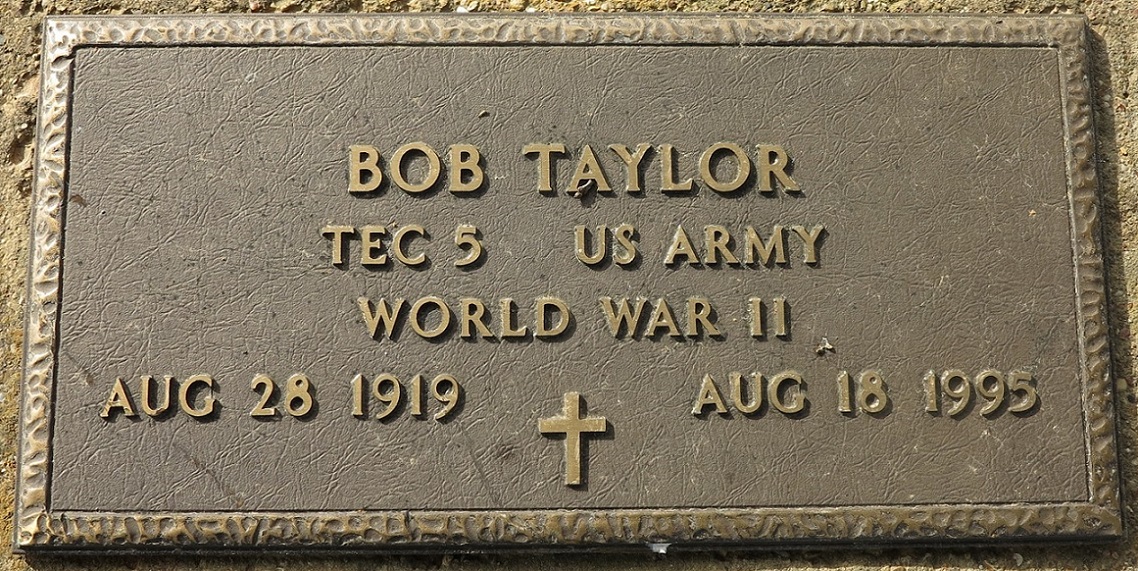 BOB TAYLOR
TEC 5 US ARMY
WORLD WAR II
AUG 28 1919 AUG 18 1995